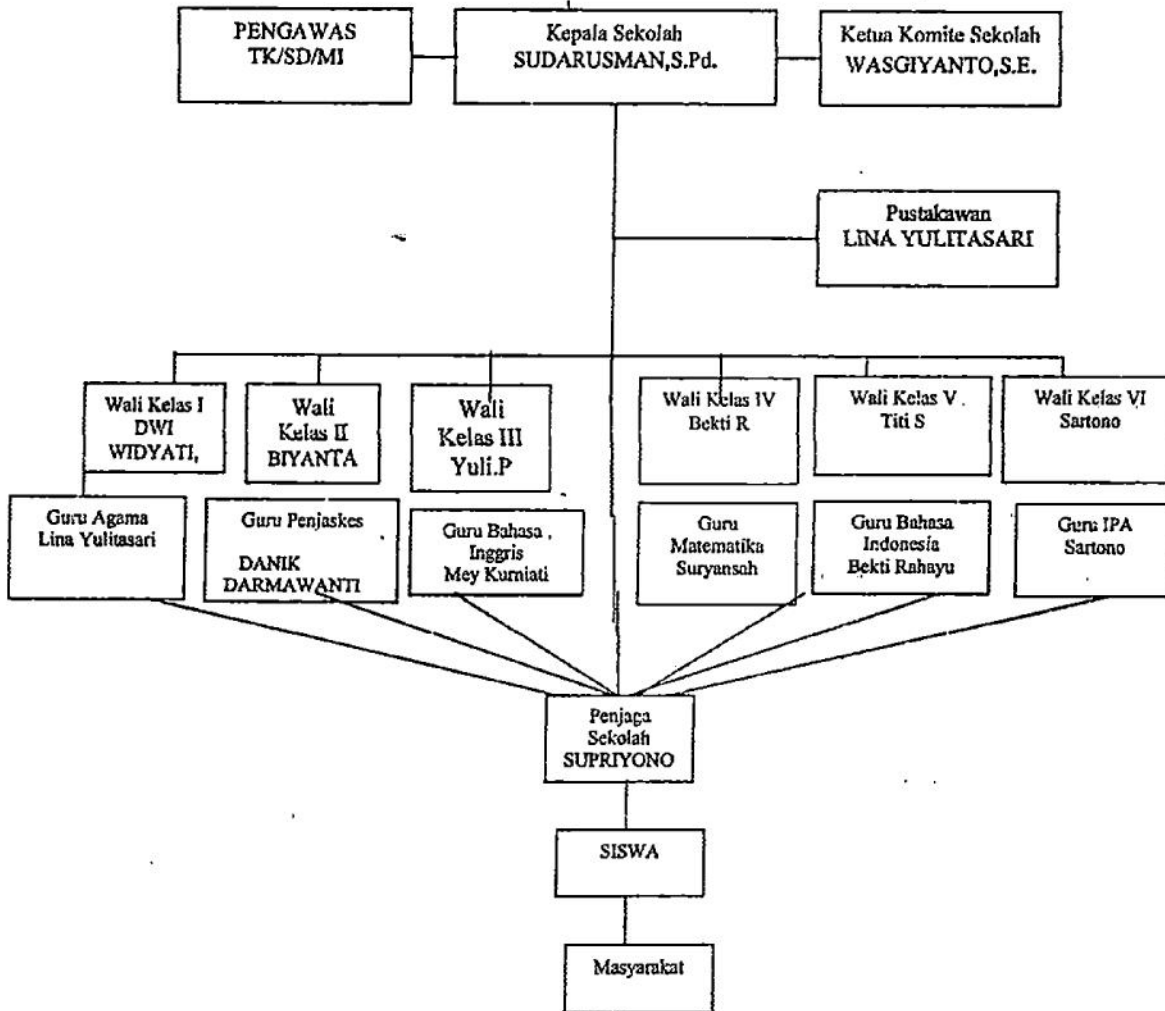 PENGAWAS
TK/SD/MI
Kepala Sekolah
SUDARUSMAN,S.Pd.
Ketua Komite Sekolah
WASGIYANTO,S.E.
Pustakawan
LINA YULITASARI
Wali Kelas I
DWI
WIDYATI,
Wali
Kelas II
BIYANTA
Wali
Kelas III
Yuli.P
Wali Kelas IV
Bekti R
Wali Kelas V
Titi S
Wali Kelas VI
Sartono
Guru Agama
Lina Yulitasari
Guru Penjaskes
DANIK
DARMAWANTI
Guru Bahasa
Inggris
Mey Kurniati
Guru
Matematika
Suryansah
Guru Bahasa
Indonesia
Bekti Rahayu
Guru IPA
Sartono
Penjaga
Sekolah
SUPRIYONO
SISWA
Masyarakat